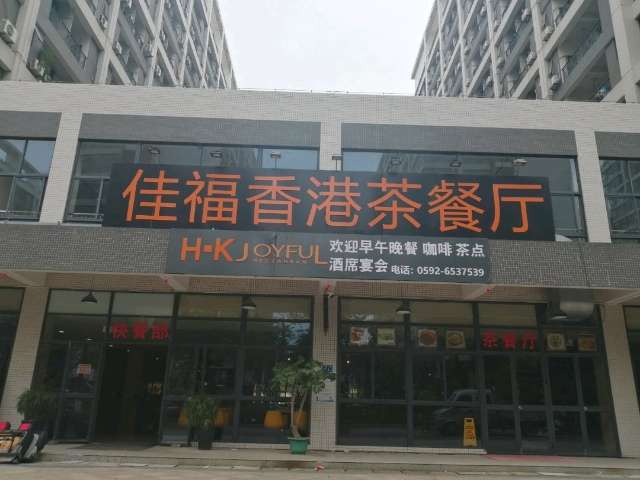 佳福香港茶餐厅
H·K JOYFUL
RESTAURANT
欢迎早午晚餐 咖啡 茶点
酒席宴会 电话：0592-6537539
快餐部
茶餐厅